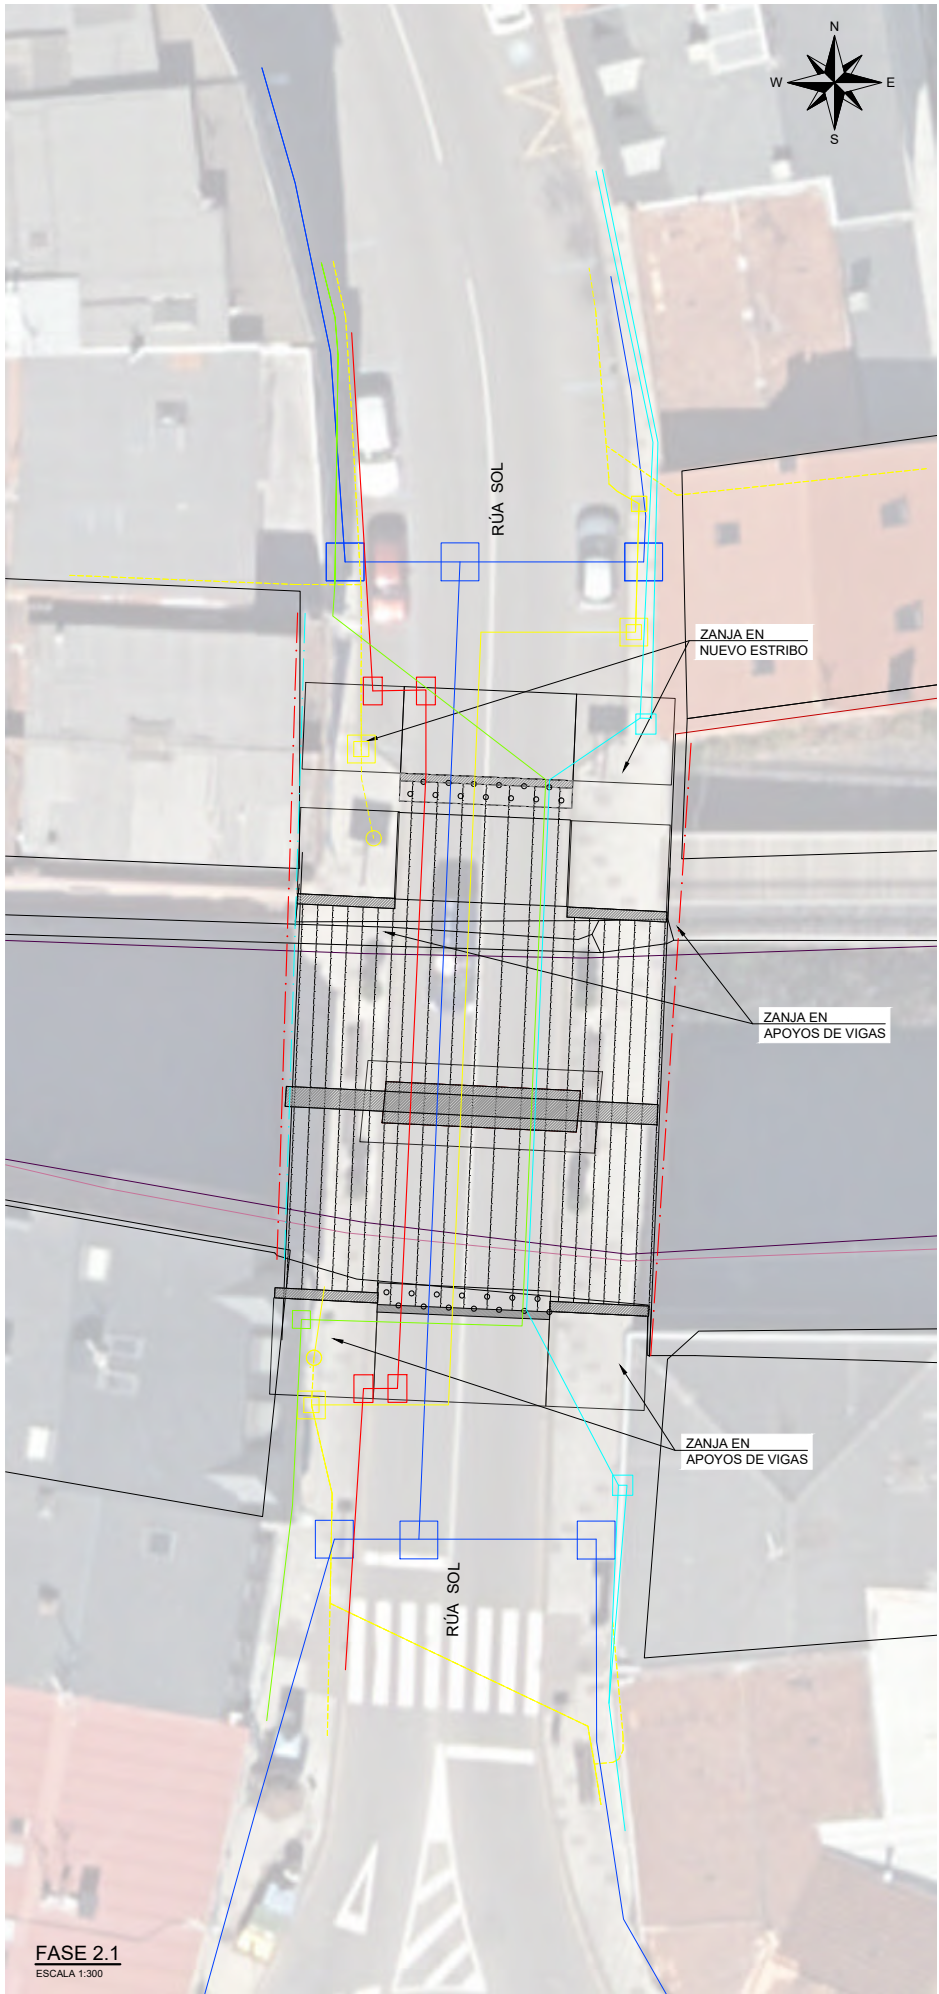 N
W E
S
RÚA SOL
ZANJA EN
NUEVO ESTRIBO
ZANJA EN
APOYOS DE VIGAS
ZANJA EN
APOYOS DE VIGAS
RÚA SOL
FASE 2.1
ESCALA 1:300